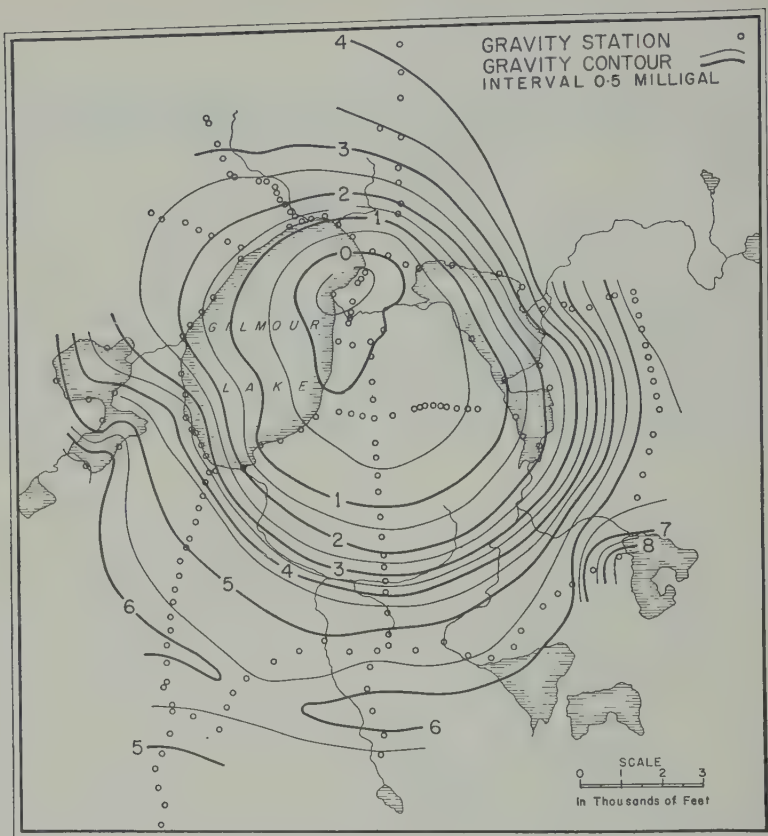 4
GRAVITY STATION
GRAVITY CONTOUR
INTERVAL 0·5 MILLIGAL
3
2
1
0
GILMOUR
LAKE
1
2
3
4
5
6
7
8
6
5
SCALE
0 1 2 3
In Thousands of Feet